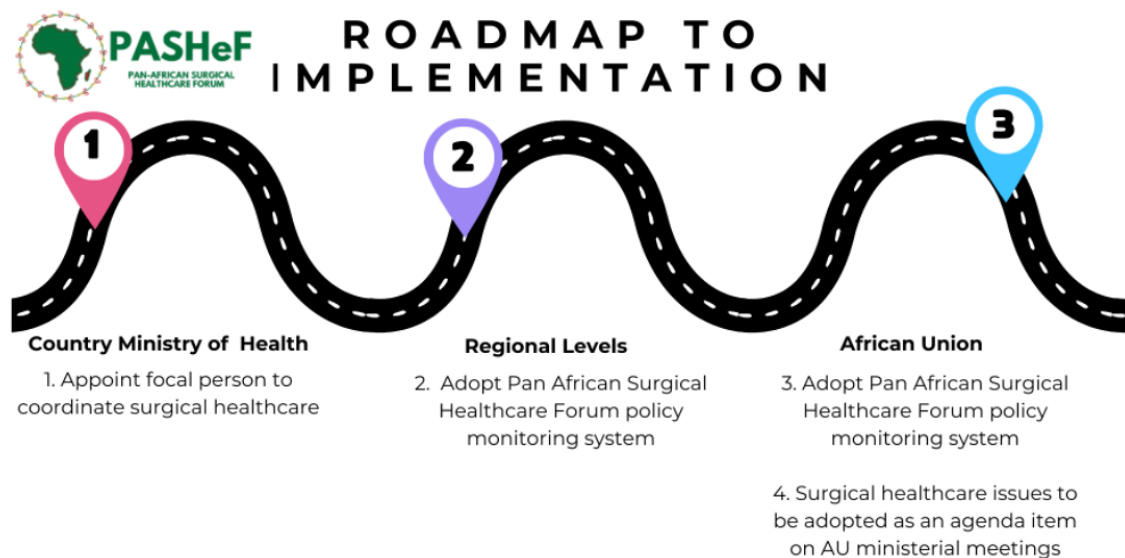 PASHeF
PAN-AFRICAN SURGICAL
HEALTHCARE FORUM
ROADMAP TO
IMPLEMENTATION
1
2
3
Country Ministry of Health
1. Appoint focal person to
coordinate surgical healthcare
Regional Levels
2. Adopt Pan African Surgical
Healthcare Forum policy
monitoring system
African Union
3. Adopt Pan African Surgical
Healthcare Forum policy
monitoring system
4. Surgical healthcare issues to
be adopted as an agenda item
on AU ministerial meetings